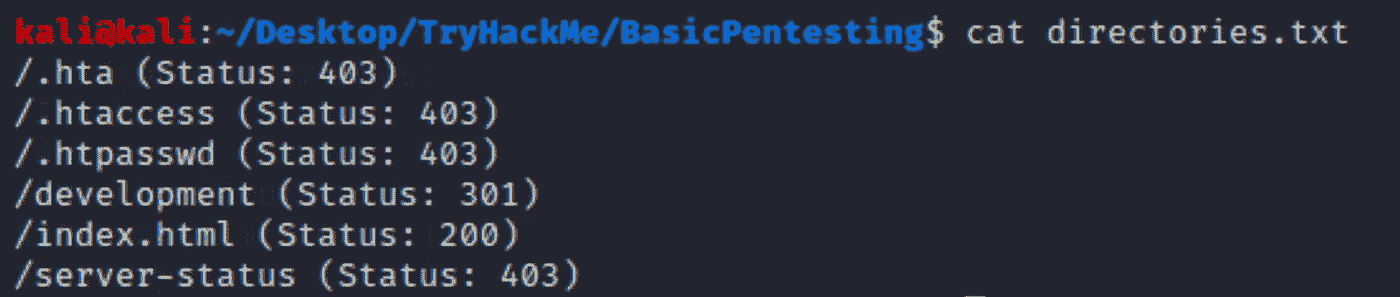 kali@kali:~/Desktop/TryHackMe/BasicPentesting$ cat directories.txt
/.hta (Status: 403)
/.htaccess (Status: 403)
/.htpasswd (Status: 403)
/development (Status: 301)
/index.html (Status: 200)
/server-status (Status: 403)